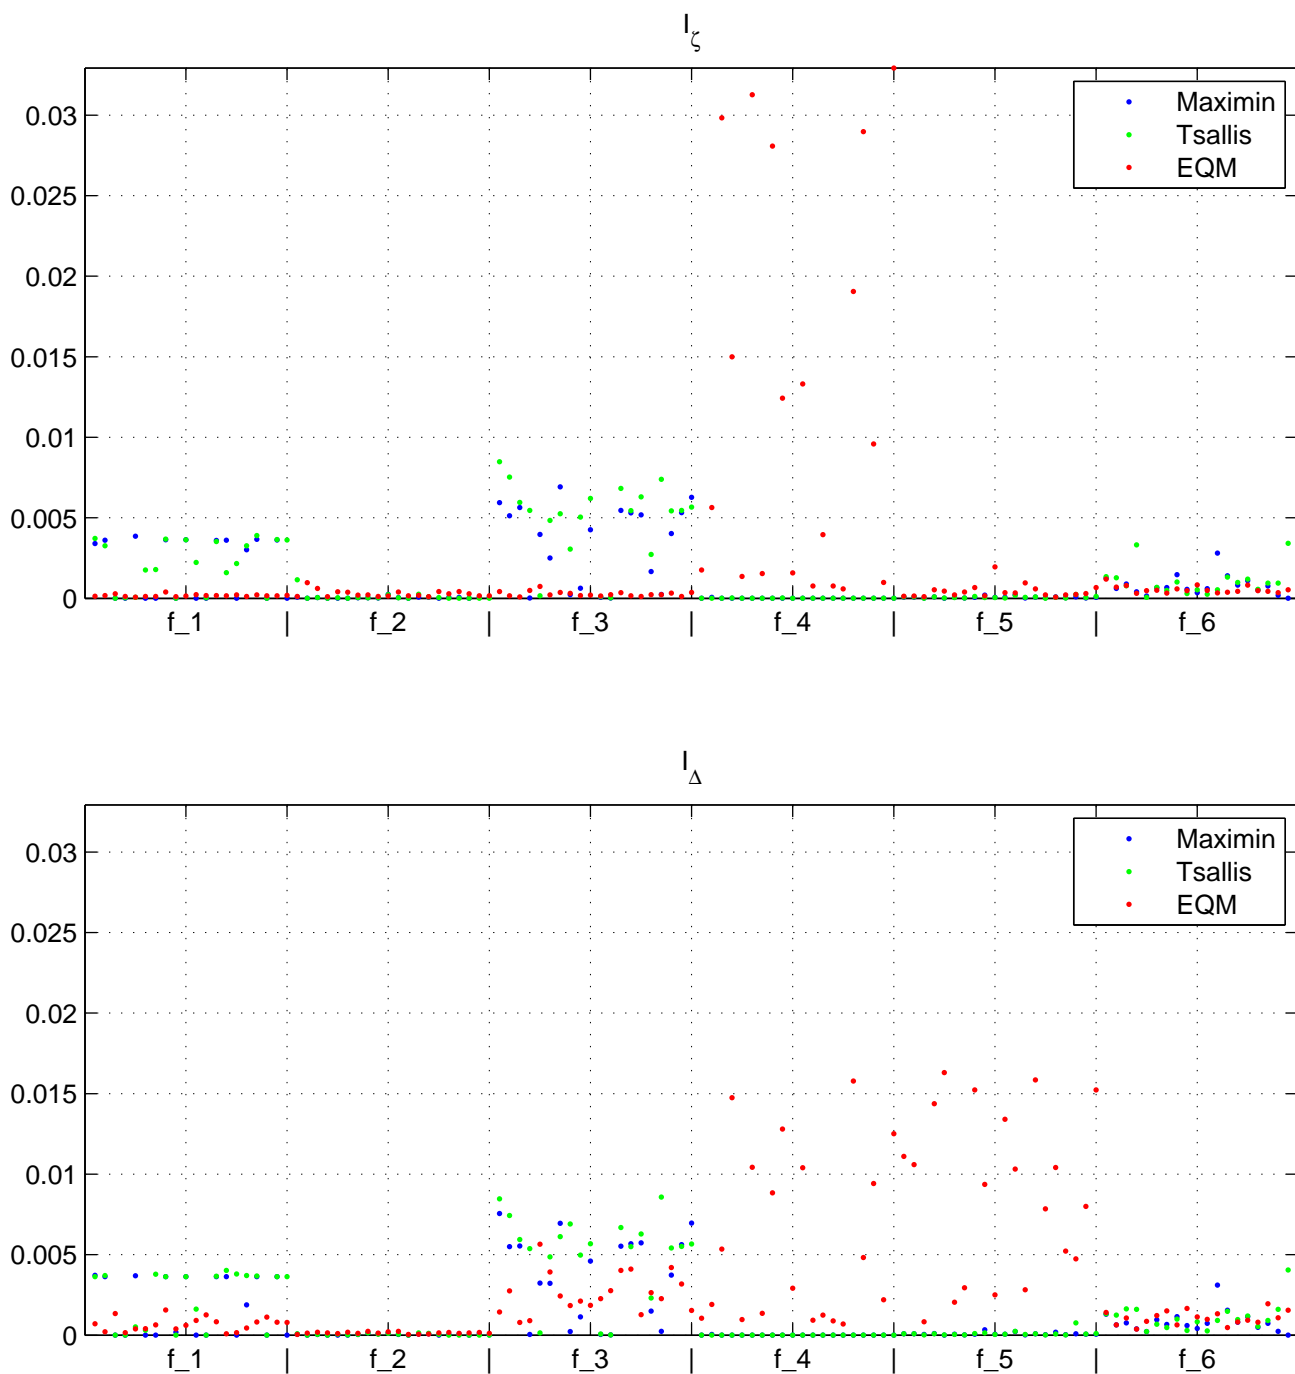 I_ζ
0.03
0.025
0.02
0.015
0.01
0.005
0
Maximin
Tsallis
EQM
f_1 | f_2 | f_3 | f_4 | f_5 | f_6
I_Δ
0.03
0.025
0.02
0.015
0.01
0.005
0
Maximin
Tsallis
EQM
f_1 | f_2 | f_3 | f_4 | f_5 | f_6